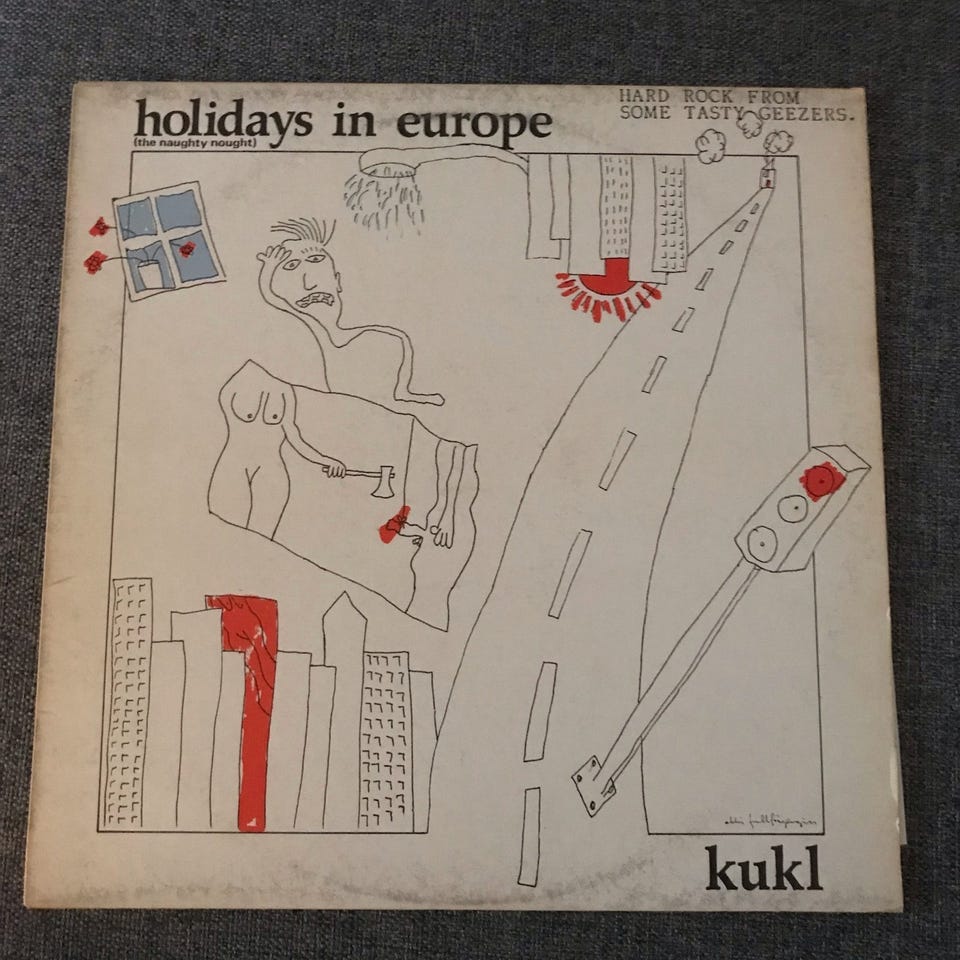 HARD ROCK FROM
SOME TASTY GEEZERS.
holidays in europe
(the naughty nought)
kukl